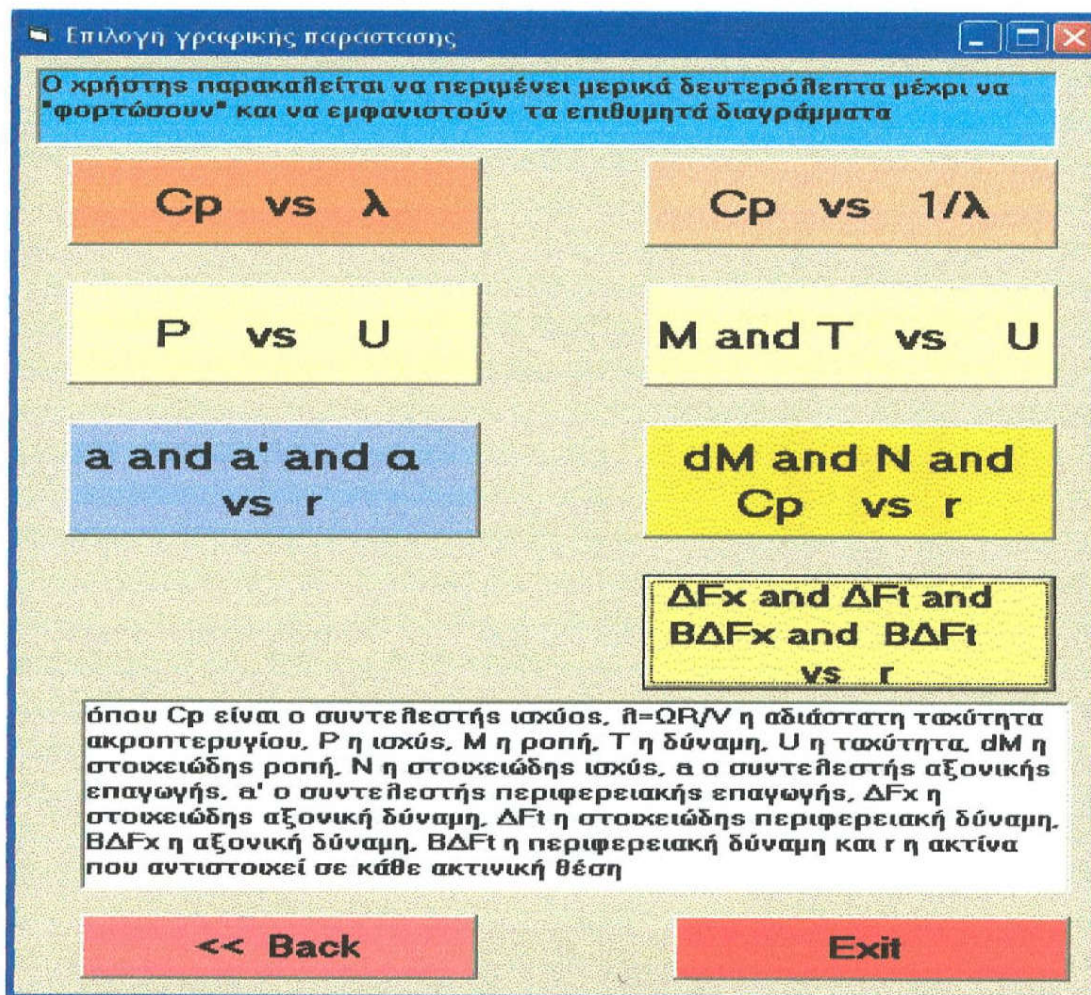 Επιλογη γραφικης παραστασης
Ο χρήστης παρακαλείται να περιμένει μερικά δευτερόλεπτα μέχρι να
"φορτώσουν" και να εμφανιστούν τα επιθυμητά διαγράμματα
Cp vs λ
Cp vs 1/λ
P vs U
M and T vs U
a and a' and α
vs r
dM and N and
Cp vs r
ΔFx and ΔFt and
BΔFx and BΔFt
vs r
όπου Cp είναι ο συντελεστής ισχύος, λ=ΩR/V η αδιάστατη ταχύτητα
ακροπτερυγίου, P η ισχύς, M η ροπή, T η δύναμη, U η ταχύτητα, dM η
στοιχειώδης ροπή, N η στοιχειώδης ισχύς, a ο συντελεστής αξονικής
επαγωγής, a' ο συντελεστής περιφερειακής επαγωγής, ΔFx η
στοιχειώδης αξονική δύναμη, ΔFt η στοιχειώδης περιφερειακή δύναμη,
BΔFx η αξονική δύναμη, BΔFt η περιφερειακή δύναμη και r η ακτίνα
που αντιστοιχεί σε κάθε ακτινική θέση
<< Back
Exit